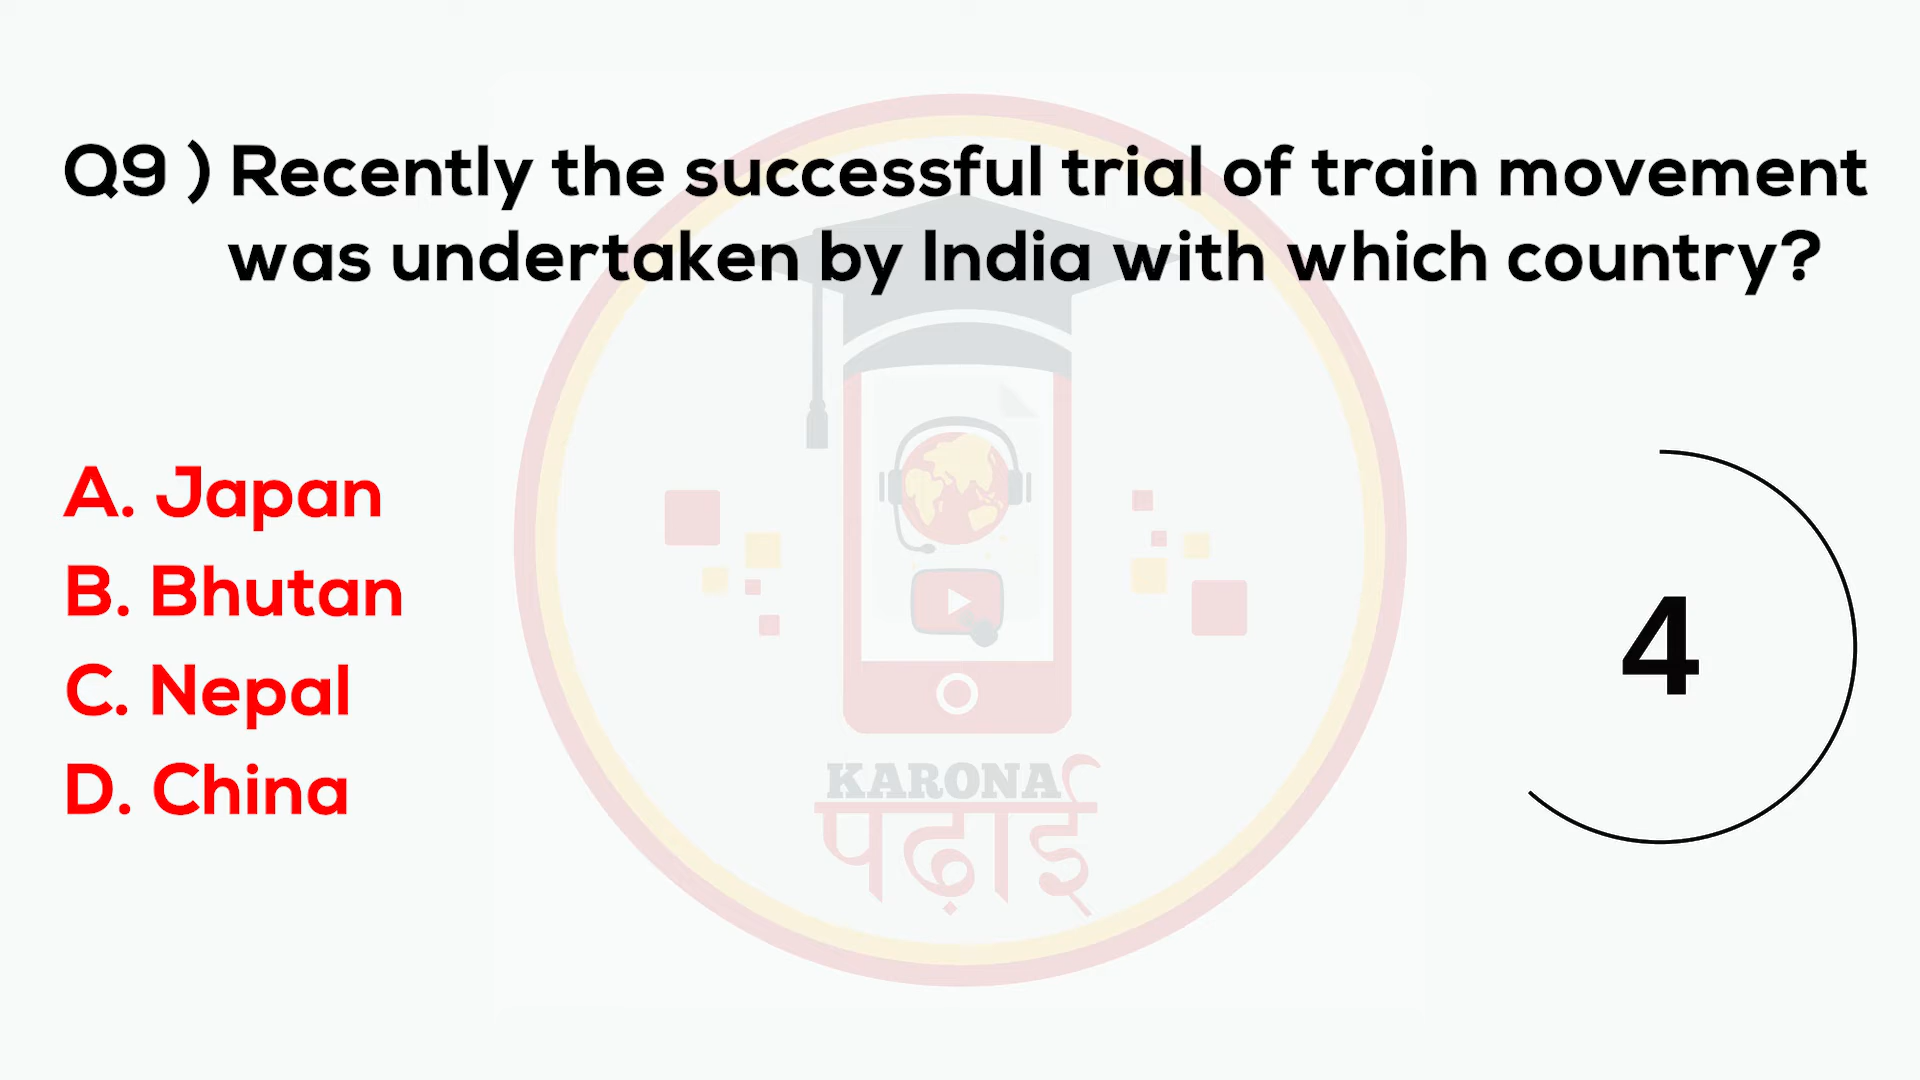 Q9 ) Recently the successful trial of train movement
was undertaken by India with which country?
A. Japan
B. Bhutan
C. Nepal
D. China
4
KARONA
पढ़ाई